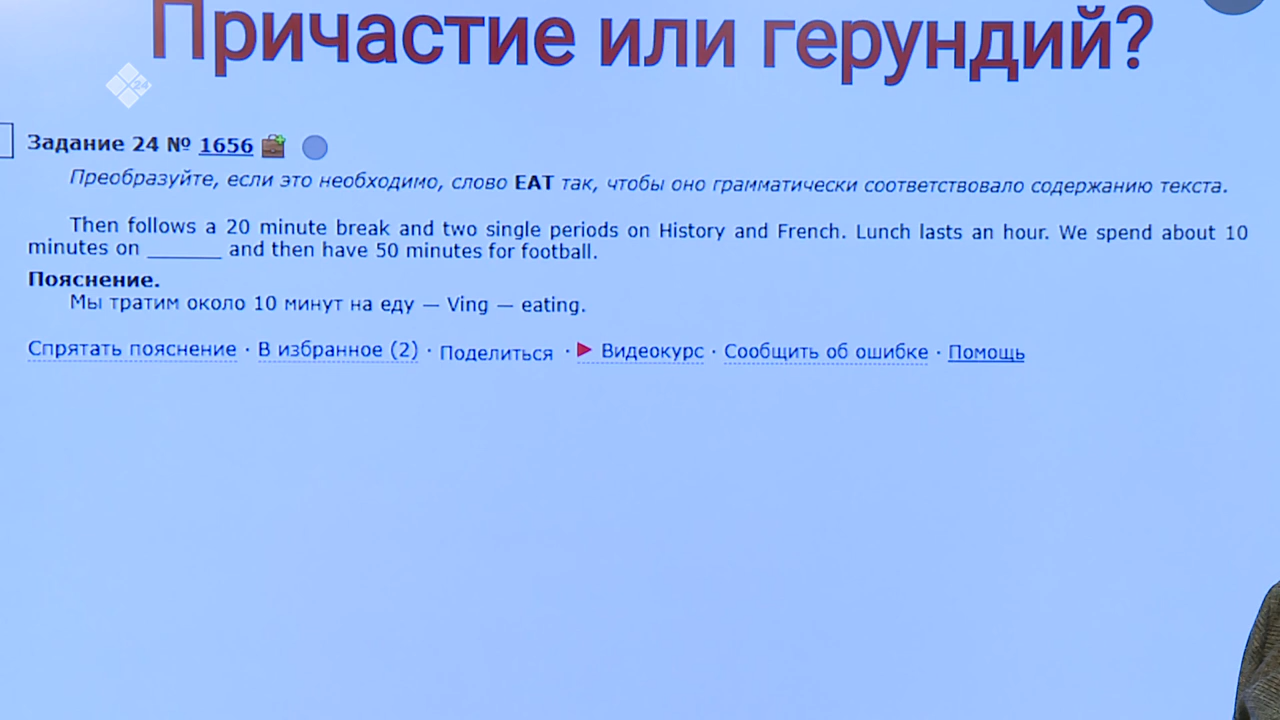 Причастие или герундий?
24
Задание 24 № 1656
Преобразуйте, если это необходимо, слово EAT так, чтобы оно грамматически соответствовало содержанию текста.
Then follows a 20 minute break and two single periods on History and French. Lunch lasts an hour. We spend about 10
minutes on _______ and then have 50 minutes for football.
Пояснение.
Мы тратим около 10 минут на еду — Ving — eating.
Спрятать пояснение · В избранное (2) · Поделиться · Видеокурс · Сообщить об ошибке · Помощь